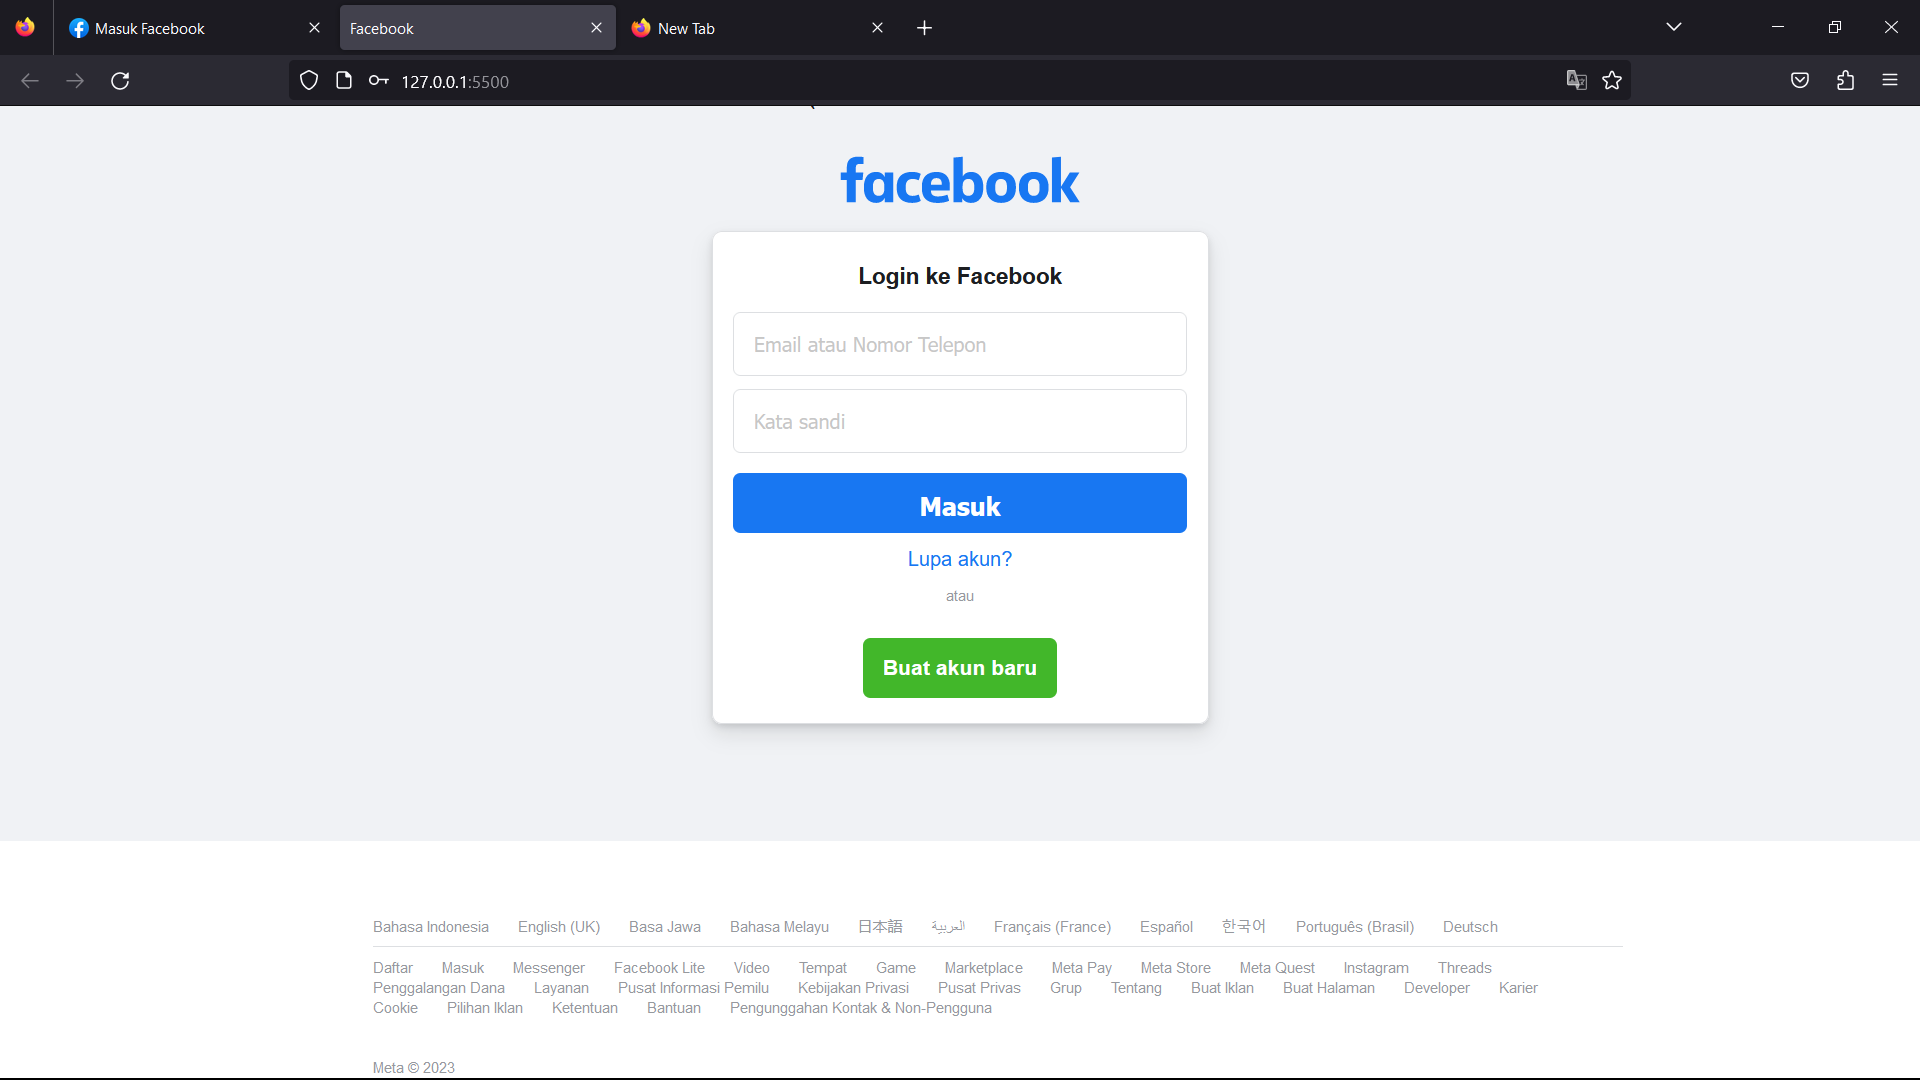 Masuk Facebook
Facebook
New Tab
127.0.0.1:5500
facebook
Login ke Facebook
Email atau Nomor Telepon
Kata sandi
Masuk
Lupa akun?
atau
Buat akun baru
Bahasa Indonesia English (UK) Basa Jawa Bahasa Melayu 日本語 العربية Français (France) Español 한국어 Português (Brasil) Deutsch
Daftar Masuk Messenger Facebook Lite Video Tempat Game Marketplace Meta Pay Meta Store Meta Quest Instagram Threads
Penggalangan Dana Layanan Pusat Informasi Pemilu Kebijakan Privasi Pusat Privas Grup Tentang Buat Iklan Buat Halaman Developer Karier
Cookie Pilihan Iklan Ketentuan Bantuan Pengunggahan Kontak & Non-Pengguna
Meta © 2023